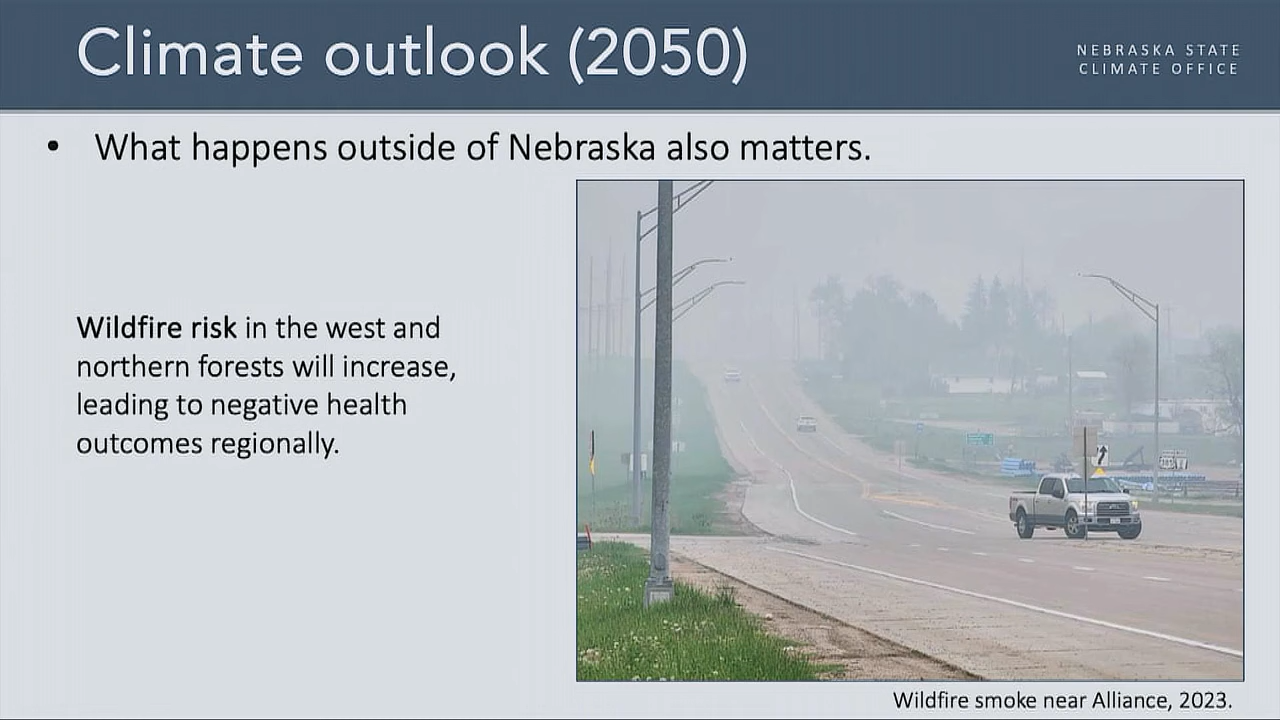 Climate outlook (2050)
NEBRASKA STATE
CLIMATE OFFICE
• What happens outside of Nebraska also matters.
Wildfire risk in the west and
northern forests will increase,
leading to negative health
outcomes regionally.
Wildfire smoke near Alliance, 2023.